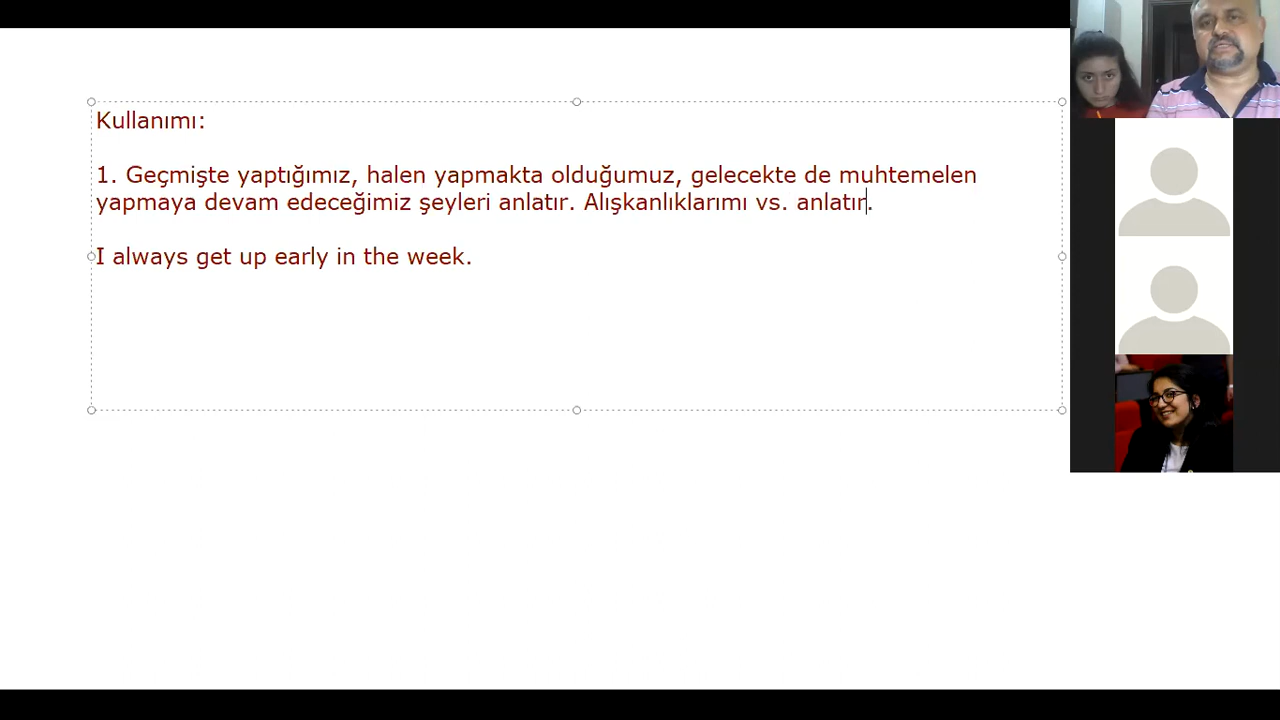 Kullanımı:
1. Geçmişte yaptığımız, halen yapmakta olduğumuz, gelecekte de muhtemelen
yapmaya devam edeceğimiz şeyleri anlatır. Alışkanlıklarımı vs. anlatır.
I always get up early in the week.